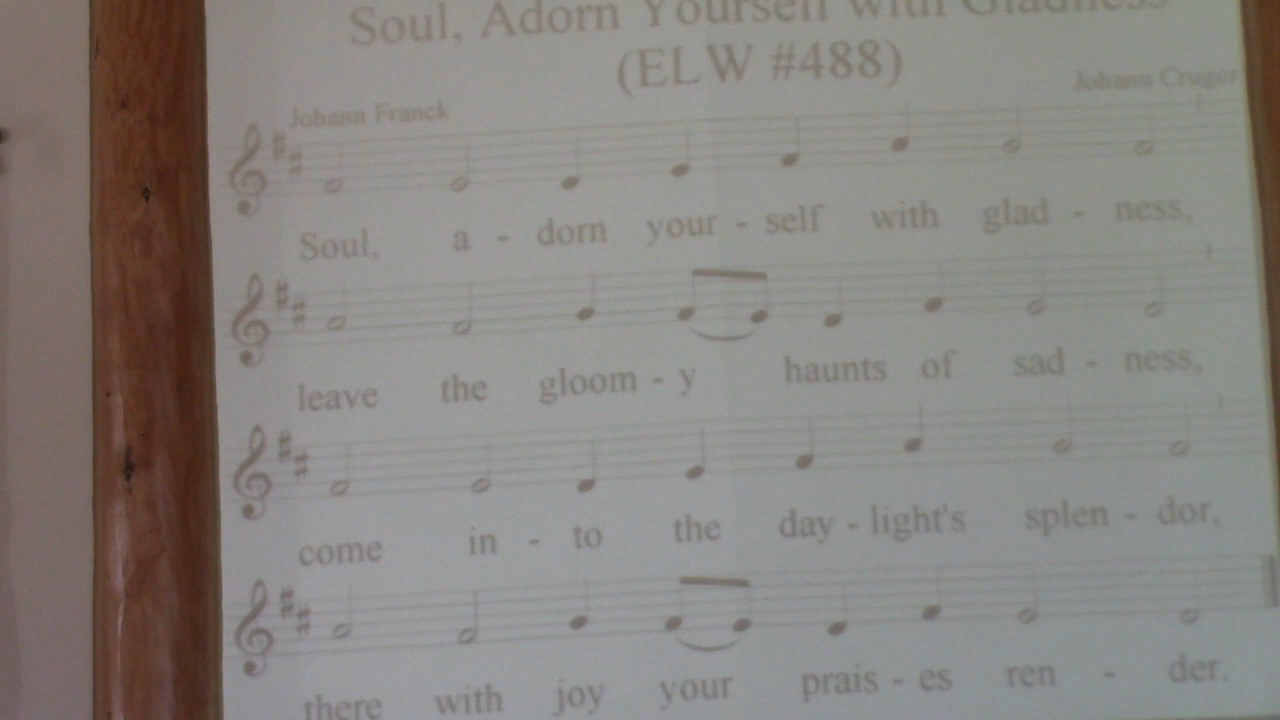 Soul, Adorn Yourself with Gladness
(ELW #488)
Johann Franck
Johann Cruger
Soul, a - dorn your - self with glad - ness,
leave the gloom - y haunts of sad - ness,
come in - to the day - light's splen - dor,
there with joy your prais - es ren - der.